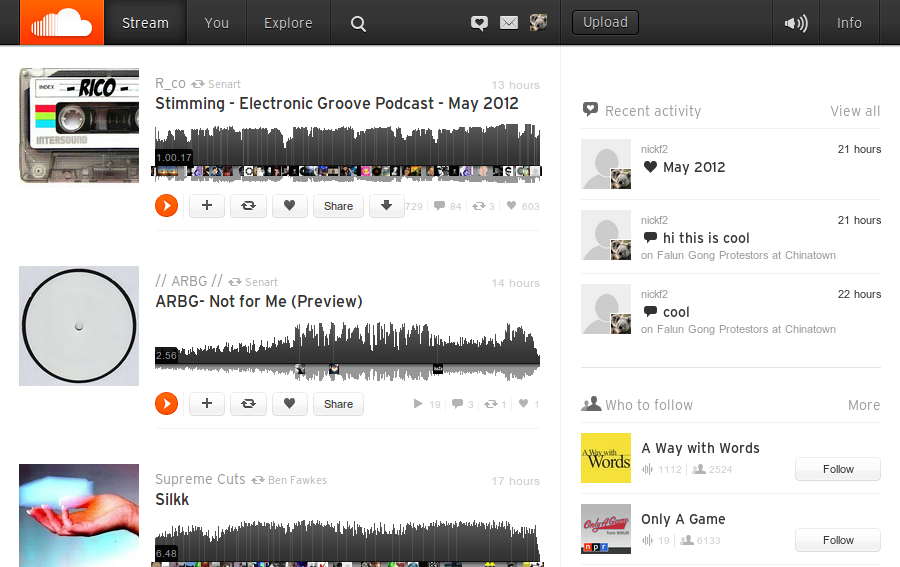 Stream
You
Explore
Upload
Info
INDEX
RICO
INTERSOUND
R_co Senart
13 hours
Stimming - Electronic Groove Podcast - May 2012
1.00.17
Share
729 84 3 603
// ARBG // Senart
14 hours
ARBG- Not for Me (Preview)
2.56
Share
19 3 1 1
Supreme Cuts Ben Fawkes
17 hours
Silkk
6.48
Recent activity
View all
nickf2
21 hours
May 2012
nickf2
21 hours
hi this is cool
on Falun Gong Protestors at Chinatown
nickf2
22 hours
cool
on Falun Gong Protestors at Chinatown
Who to follow
More
A Way with
Words
A Way with Words
1112 2524
Follow
Only A Game
from WBUR
npr
Only A Game
19 6133
Follow